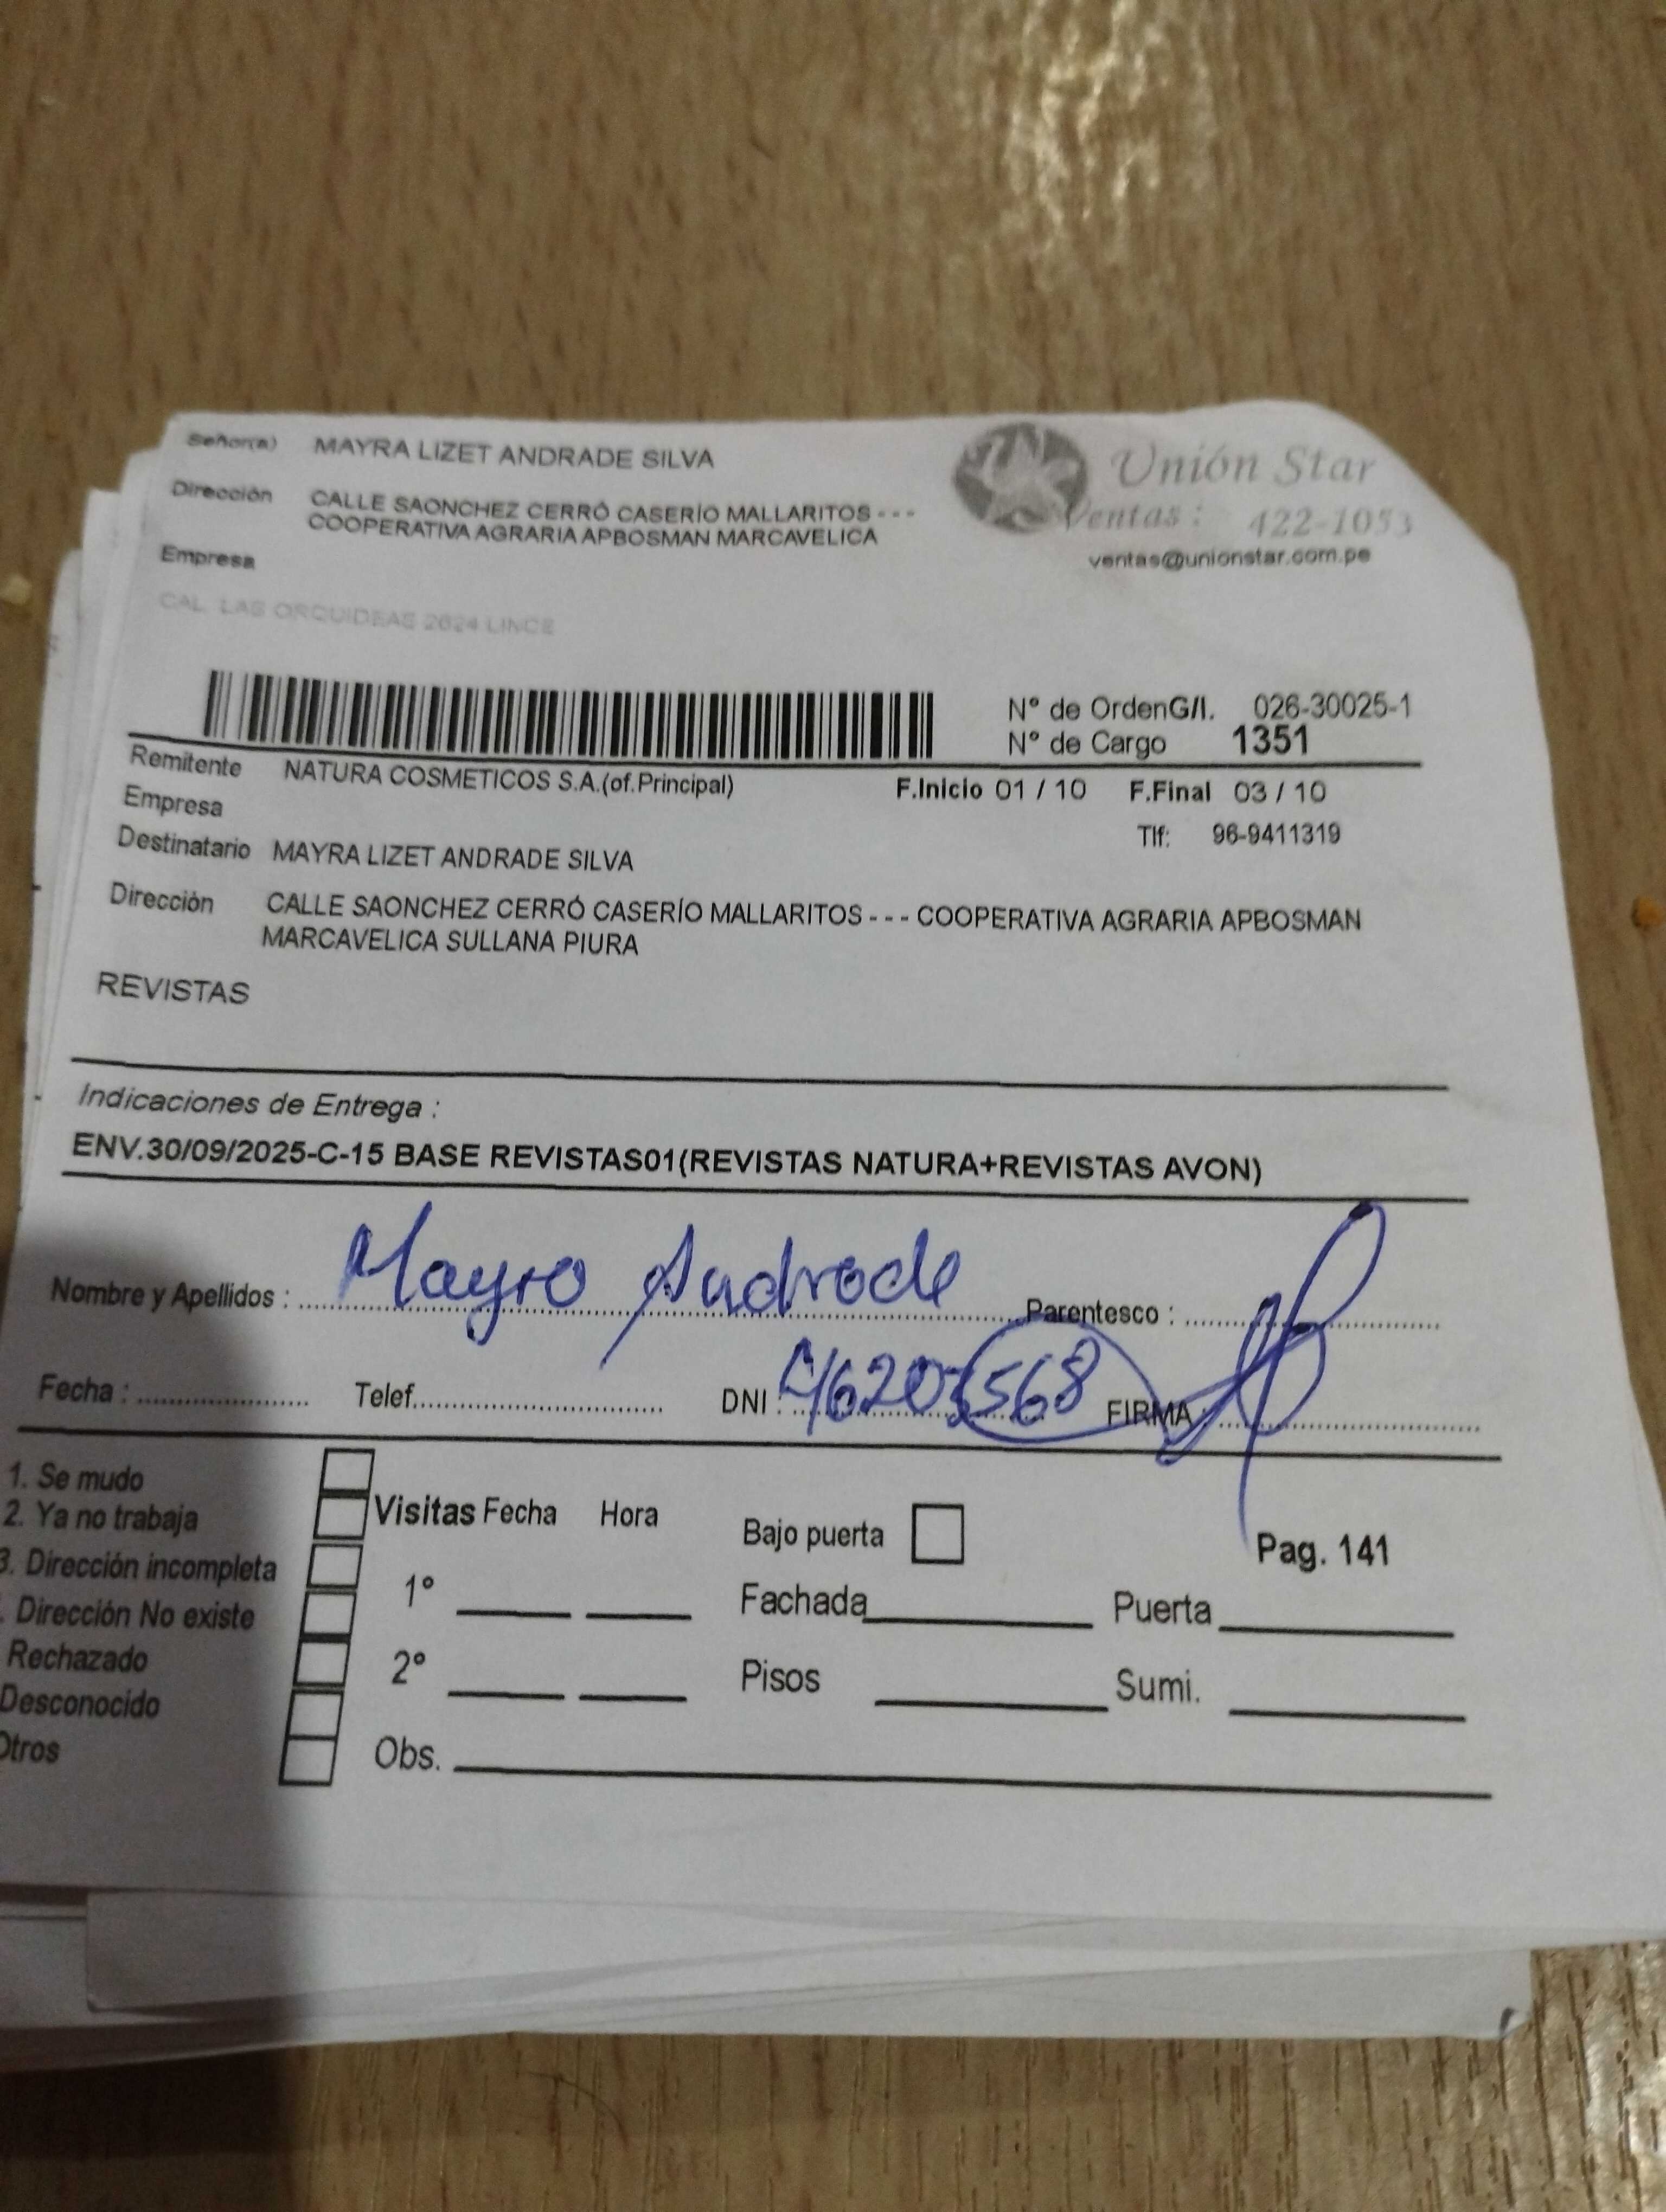 Señor(a) MAYRA LIZET ANDRADE SILVA
Unión Star
Dirección CALLE SAONCHEZ CERRÓ CASERÍO MALLARITOS - - -
COOPERATIVA AGRARIA APBOSMAN MARCAVELICA
Ventas : 422-1053
Empresa
ventas@unionstar.com.pe
CAL. LAS ORQUIDEAS 2624 LINCE
N° de OrdenG/I. 026-30025-1
N° de Cargo 1351
Remitente NATURA COSMETICOS S.A.(of.Principal) F.Inicio 01 / 10 F.Final 03 / 10
Empresa
Tlf: 96-9411319
Destinatario MAYRA LIZET ANDRADE SILVA
Dirección CALLE SAONCHEZ CERRÓ CASERÍO MALLARITOS - - - COOPERATIVA AGRARIA APBOSMAN
MARCAVELICA SULLANA PIURA
REVISTAS
Indicaciones de Entrega :
ENV.30/09/2025-C-15 BASE REVISTAS01(REVISTAS NATURA+REVISTAS AVON)
Nombre y Apellidos : Mayra Andrade Parentesco :
Fecha : Telef. DNI : FIRMA :
1. Se mudo
2. Ya no trabaja
3. Dirección incompleta
. Dirección No existe
Rechazado
Desconocido
Otros
Visitas Fecha Hora
1°
2°
Obs.
Bajo puerta
Pag. 141
Fachada Puerta
Pisos Sumi.